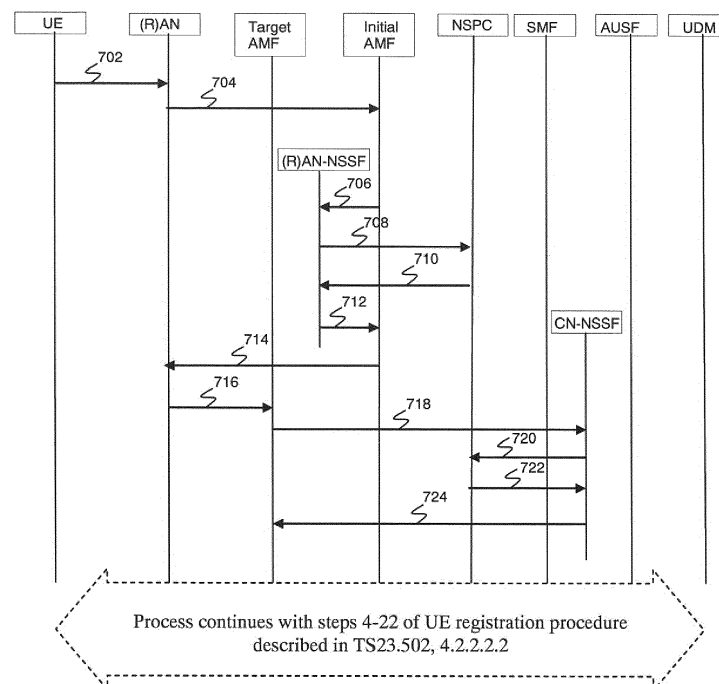 UE
(R)AN
Target
AMF
Initial
AMF
NSPC
SMF
AUSF
UDM
702
704
(R)AN-NSSF
706
708
710
712
CN-NSSF
714
716
718
720
722
724
Process continues with steps 4-22 of UE registration procedure
described in TS23.502, 4.2.2.2.2